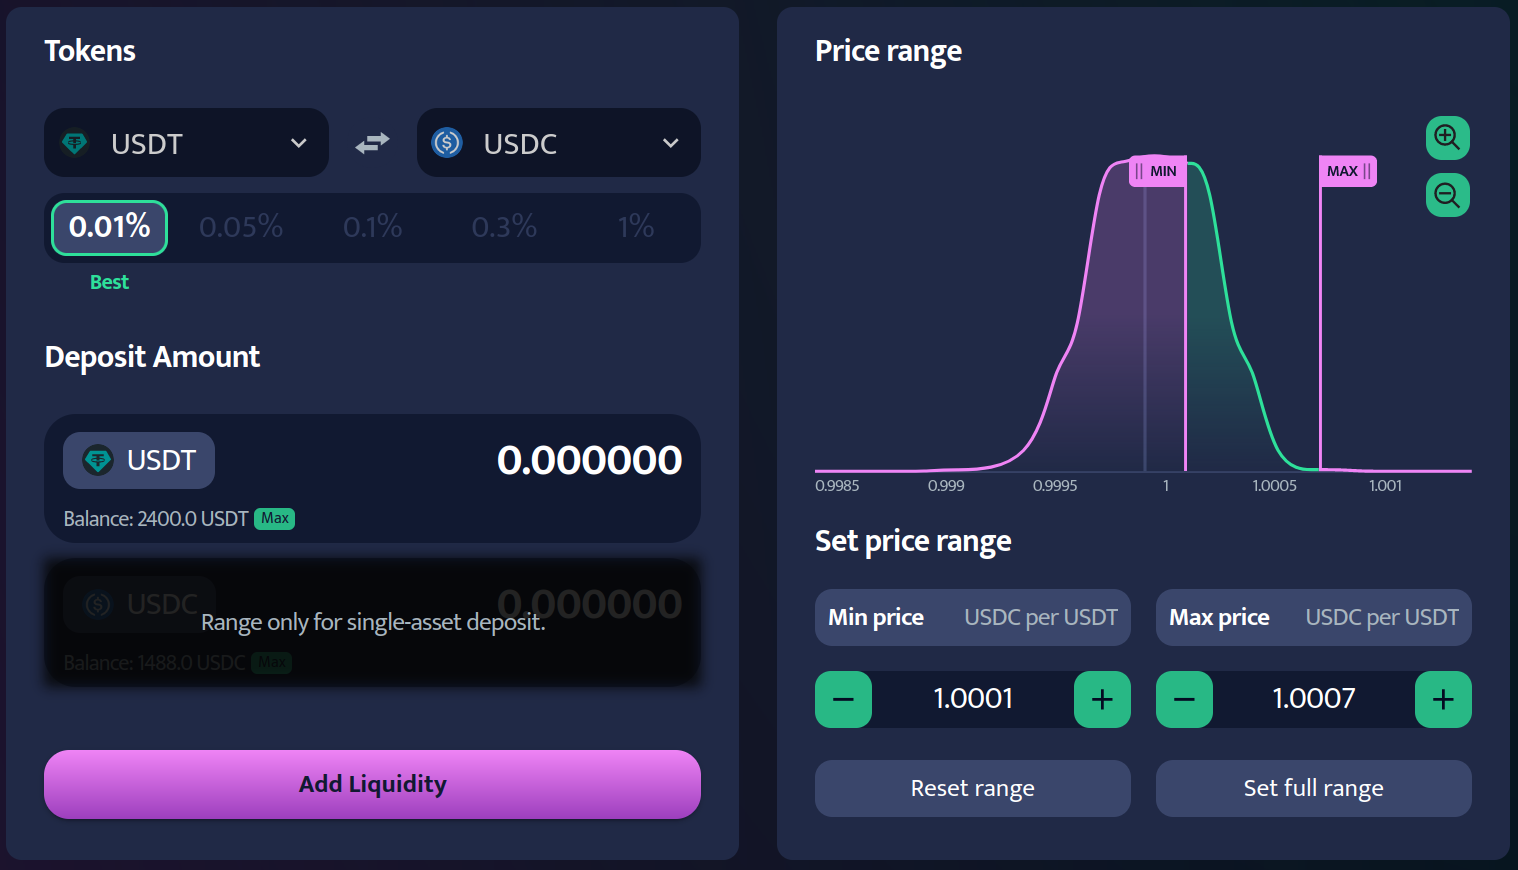 Tokens
USDT
USDC
0.01%
0.05%
0.1%
0.3%
1%
Best
Deposit Amount
USDT
0.000000
Balance: 2400.0 USDT
Max
USDC
0.000000
Range only for single-asset deposit.
Balance: 1488.0 USDC
Max
Add Liquidity
Price range
MIN
MAX
0.9985
0.999
0.9995
1
1.0005
1.001
Set price range
Min price
USDC per USDT
Max price
USDC per USDT
1.0001
1.0007
Reset range
Set full range